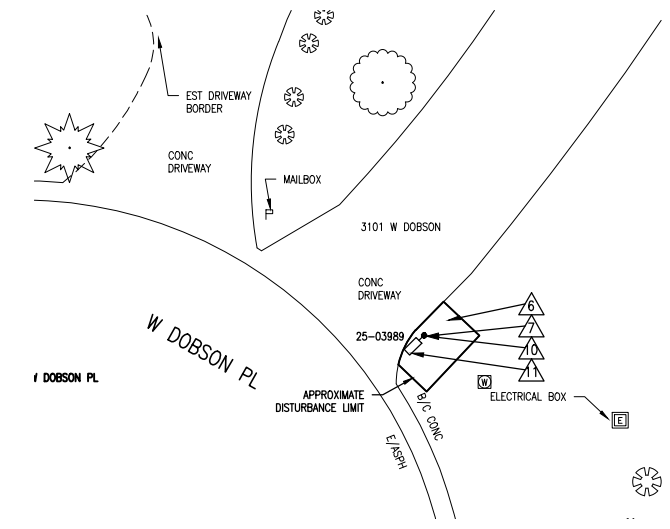 EST DRIVEWAY
BORDER
CONC
DRIVEWAY
MAILBOX
3101 W DOBSON
CONC
DRIVEWAY
6
7
25-03989
10
11
W DOBSON PL
DOBSON PL
APPROXIMATE
DISTURBANCE LIMIT
W
ELECTRICAL BOX
E
B/C CONC
E/ASPH